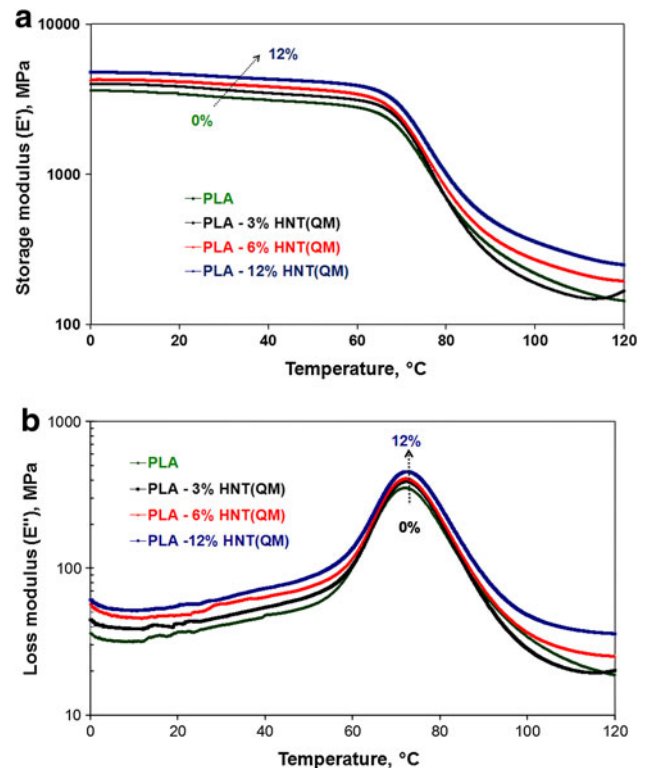 a
10000
1000
100
Storage modulus (E'), MPa
12%
0%
PLA
PLA - 3% HNT(QM)
PLA - 6% HNT(QM)
PLA - 12% HNT(QM)
0 20 40 60 80 100 120
Temperature, °C
b
1000
100
10
Loss modulus (E''), MPa
12%
0%
PLA
PLA - 3% HNT(QM)
PLA - 6% HNT(QM)
PLA -12% HNT(QM)
0 20 40 60 80 100 120
Temperature, °C